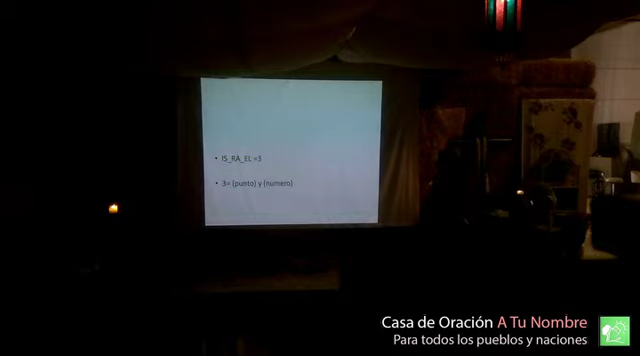 • IS_RA_EL =3
• 3= (punto) y (numero)
Casa de Oración A Tu Nombre
Para todos los pueblos y naciones